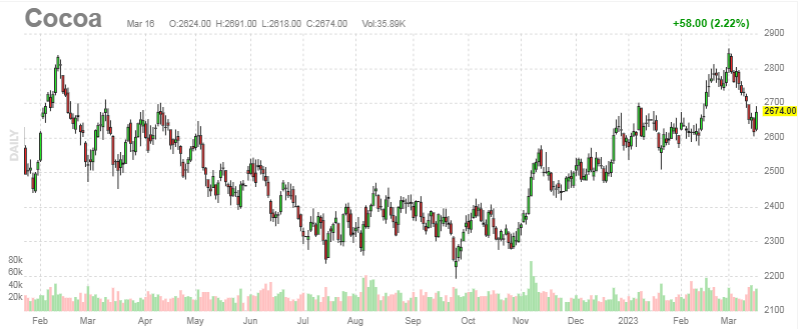 Cocoa Mar 16 O:2624.00 H:2691.00 L:2618.00 C:2674.00 Vol:35.89K +58.00 (2.22%)
2900
2800
2700
2674.00
2600
2500
2400
2300
2200
2100
DAILY
80k
60k
40k
20k
Feb Mar Apr May Jun Jul Aug Sep Oct Nov Dec 2023 Feb Mar